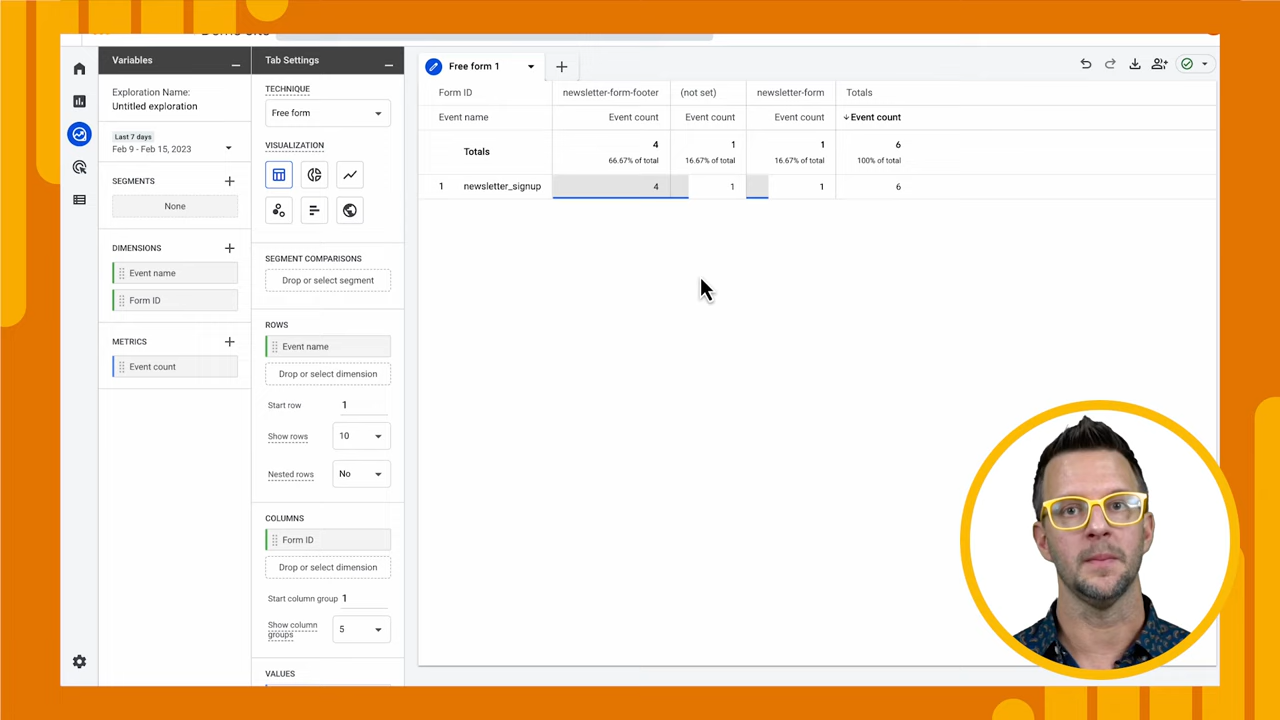 Variables
Exploration Name:
Untitled exploration
Last 7 days
Feb 9 - Feb 15, 2023
SEGMENTS
None
DIMENSIONS
Event name
Form ID
METRICS
Event count
Tab Settings
TECHNIQUE
Free form
VISUALIZATION
SEGMENT COMPARISONS
Drop or select segment
ROWS
Event name
Drop or select dimension
Start row 1
Show rows 10
Nested rows No
COLUMNS
Form ID
Drop or select dimension
Start column group 1
Show column groups 5
VALUES
Free form 1
Form ID newsletter-form-footer (not set) newsletter-form Totals
Event name Event count Event count Event count ↓Event count
Totals 4 1 1 6
66.67% of total 16.67% of total 16.67% of total 100% of total
1 newsletter_signup 4 1 1 6